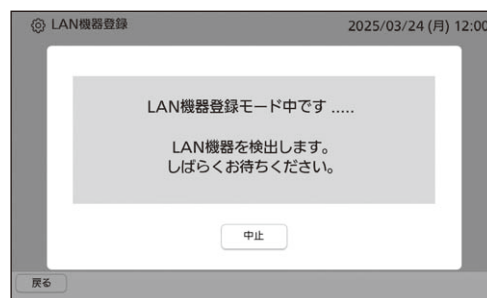 LAN機器登録
2025/03/24 (月) 12:00
LAN機器登録モード中です .....
LAN機器を検出します。
しばらくお待ちください。
中止
戻る